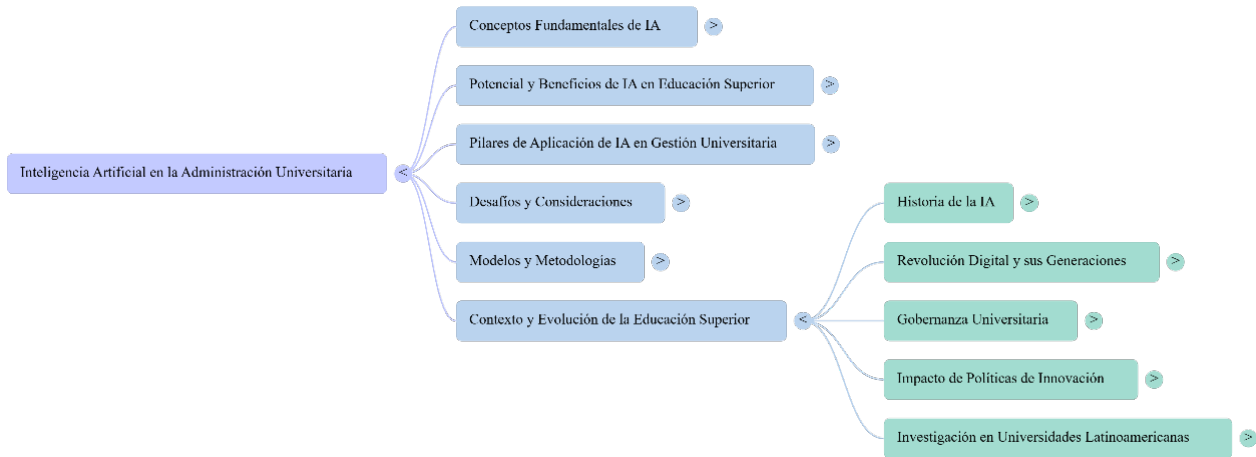 Inteligencia Artificial en la Administración Universitaria <
Conceptos Fundamentales de IA >
Potencial y Beneficios de IA en Educación Superior >
Pilares de Aplicación de IA en Gestión Universitaria >
Desafíos y Consideraciones >
Modelos y Metodologías >
Contexto y Evolución de la Educación Superior <
Historia de la IA >
Revolución Digital y sus Generaciones >
Gobernanza Universitaria >
Impacto de Políticas de Innovación >
Investigación en Universidades Latinoamericanas >